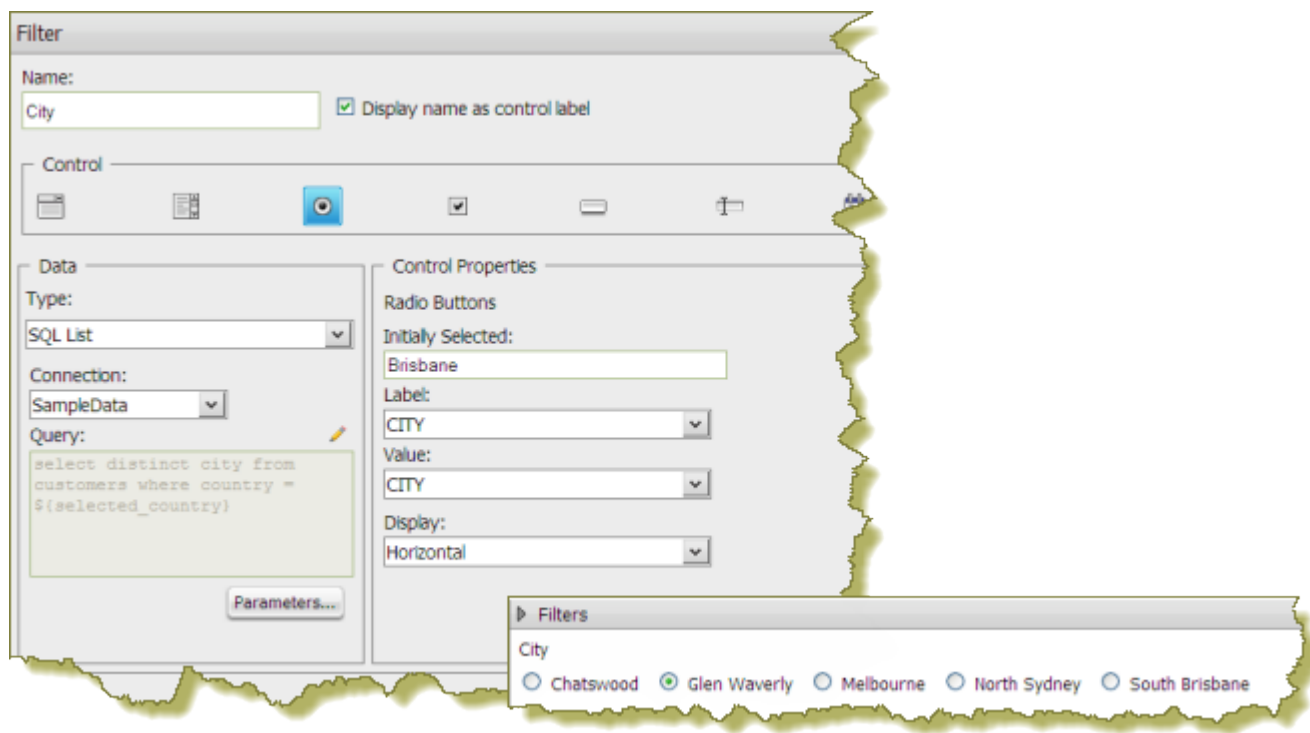 Filter
Name:
City
Display name as control label
Control
Data
Type:
SQL List
Connection:
SampleData
Query:
select distinct city from
customers where country =
${selected_country}
Parameters...
Control Properties
Radio Buttons
Initially Selected:
Brisbane
Label:
CITY
Value:
CITY
Display:
Horizontal
Filters
City
Chatswood Glen Waverly Melbourne North Sydney South Brisbane